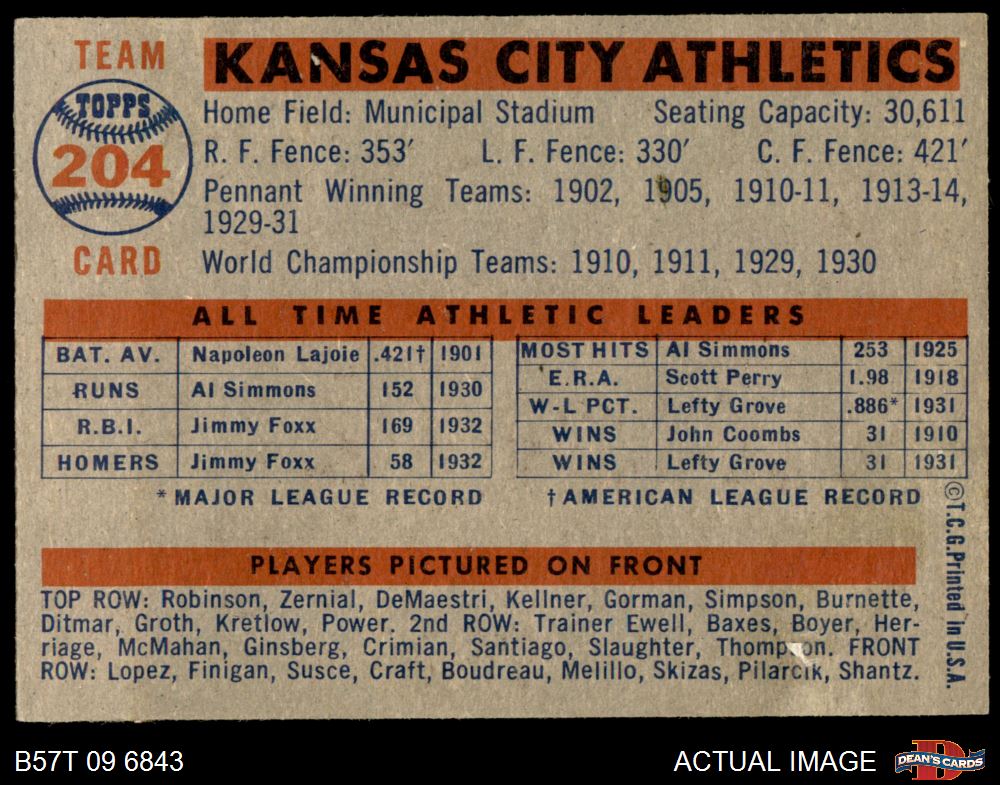 TEAM
TOPPS
204
CARD
KANSAS CITY ATHLETICS
Home Field: Municipal Stadium Seating Capacity: 30,611
R. F. Fence: 353′ L. F. Fence: 330′ C. F. Fence: 421′
Pennant Winning Teams: 1902, 1905, 1910-11, 1913-14,
1929-31
World Championship Teams: 1910, 1911, 1929, 1930
ALL TIME ATHLETIC LEADERS
BAT. AV. Napoleon Lajoie .421† 1901
RUNS Al Simmons 152 1930
R.B.I. Jimmy Foxx 169 1932
HOMERS Jimmy Foxx 58 1932
MOST HITS Al Simmons 253 1925
E.R.A. Scott Perry 1.98 1918
W-L PCT. Lefty Grove .886* 1931
WINS John Coombs 31 1910
WINS Lefty Grove 31 1931
*MAJOR LEAGUE RECORD †AMERICAN LEAGUE RECORD
©T.C.G. Printed in U.S.A.
PLAYERS PICTURED ON FRONT
TOP ROW: Robinson, Zernial, DeMaestri, Kellner, Gorman, Simpson, Burnette,
Ditmar, Groth, Kretlow, Power. 2nd ROW: Trainer Ewell, Baxes, Boyer, Her-
riage, McMahan, Ginsberg, Crimian, Santiago, Slaughter, Thompson. FRONT
ROW: Lopez, Finigan, Susce, Craft, Boudreau, Melillo, Skizas, Pilarcik, Shantz.
B57T 09 6843
ACTUAL IMAGE
DEAN'S CARDS